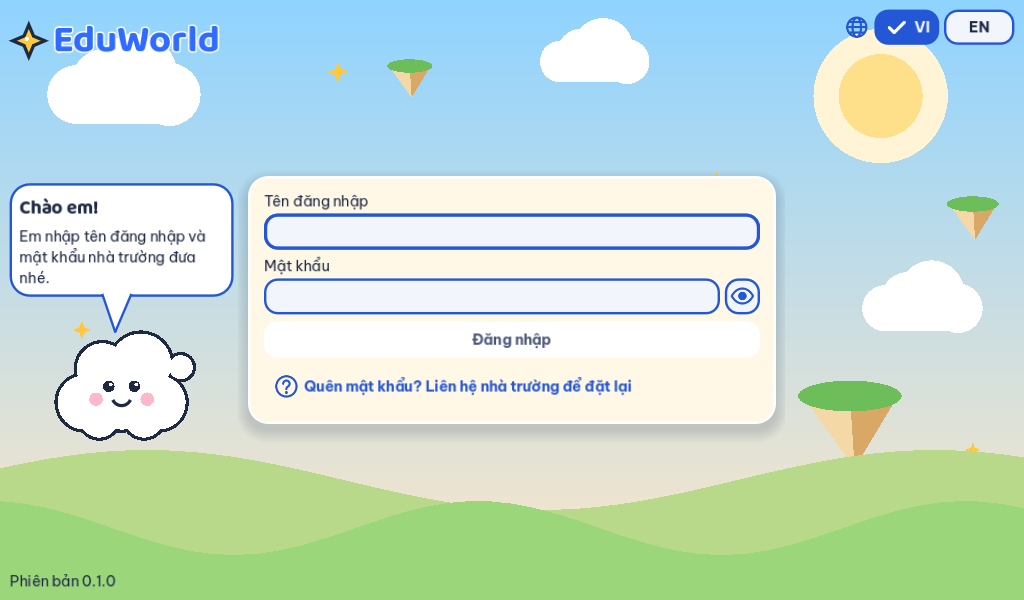 EduWorld
VI
EN
Chào em!
Em nhập tên đăng nhập và
mật khẩu nhà trường đưa
nhé.
Tên đăng nhập
Mật khẩu
Đăng nhập
Quên mật khẩu? Liên hệ nhà trường để đặt lại
Phiên bản 0.1.0